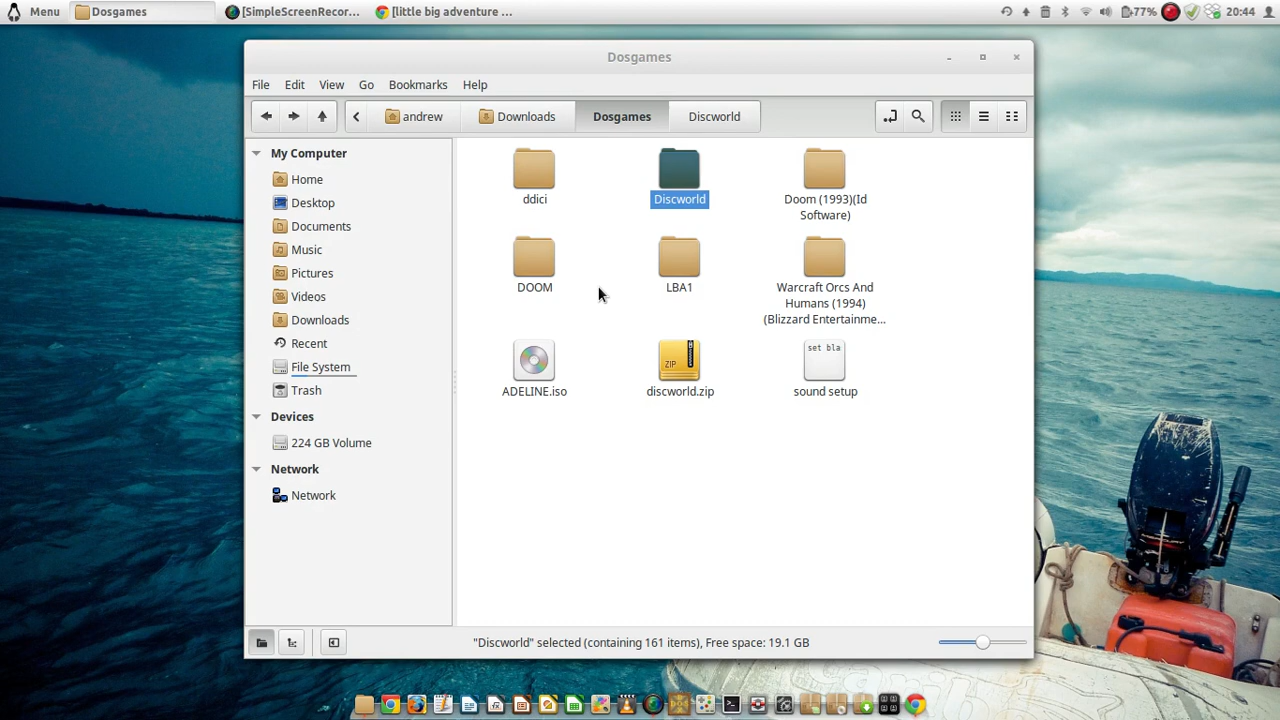 Menu Dosgames [SimpleScreenRecor... [little big adventure ... 77% 20:44
Dosgames
File Edit View Go Bookmarks Help
andrew Downloads Dosgames Discworld
My Computer
Home
Desktop
Documents
Music
Pictures
Videos
Downloads
Recent
File System
Trash
Devices
224 GB Volume
Network
Network
ddici
Discworld
Doom (1993)(Id
Software)
DOOM
LBA1
Warcraft Orcs And
Humans (1994)
(Blizzard Entertainme...
ADELINE.iso
ZIP
discworld.zip
set bla
sound setup
"Discworld" selected (containing 161 items), Free space: 19.1 GB